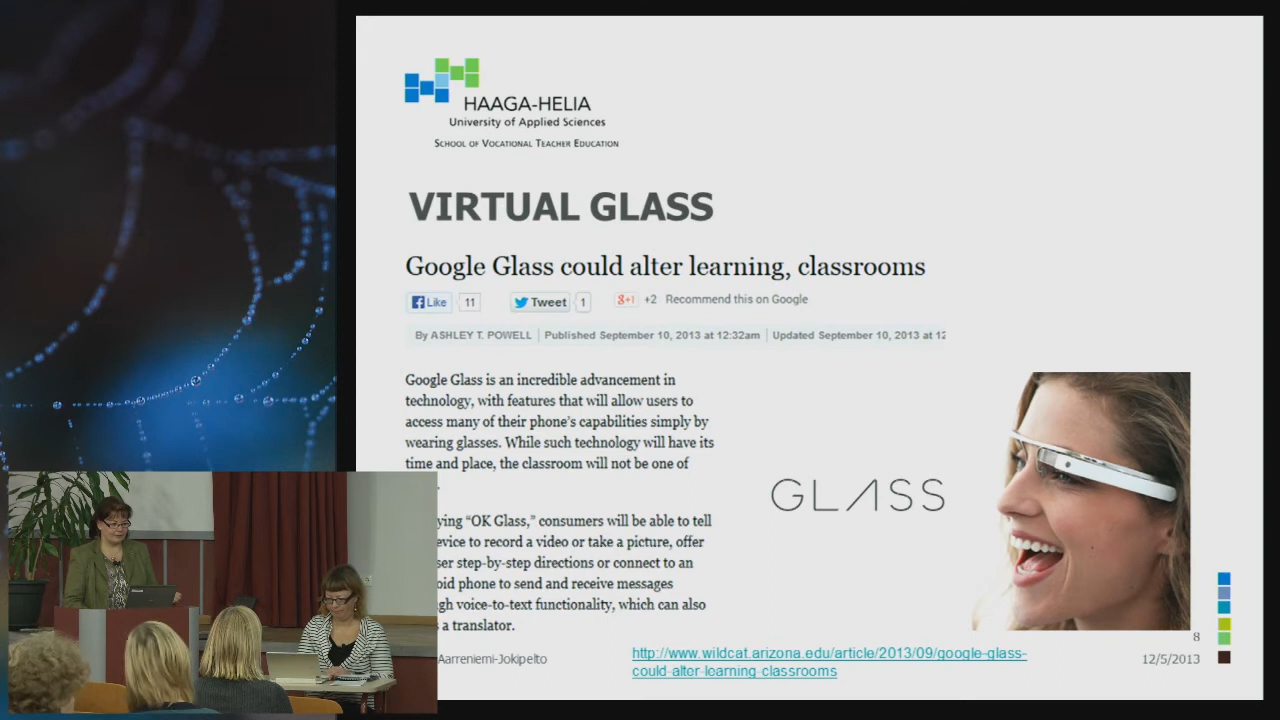 HAAGA-HELIA
University of Applied Sciences
SCHOOL OF VOCATIONAL TEACHER EDUCATION
VIRTUAL GLASS
Google Glass could alter learning, classrooms
Like 11 Tweet 1 +2 Recommend this on Google
By ASHLEY T. POWELL | Published September 10, 2013 at 12:32am | Updated September 10, 2013 at 12
Google Glass is an incredible advancement in
technology, with features that will allow users to
access many of their phone's capabilities simply by
wearing glasses. While such technology will have its
time and place, the classroom will not be one of
ying “OK Glass,” consumers will be able to tell
evice to record a video or take a picture, offer
ser step-by-step directions or connect to an
oid phone to send and receive messages
gh voice-to-text functionality, which can also
a translator.
GLASS
8
Aarreniemi-Jokipelto
http://www.wildcat.arizona.edu/article/2013/09/google-glass-
could-alter-learning-classrooms
12/5/2013